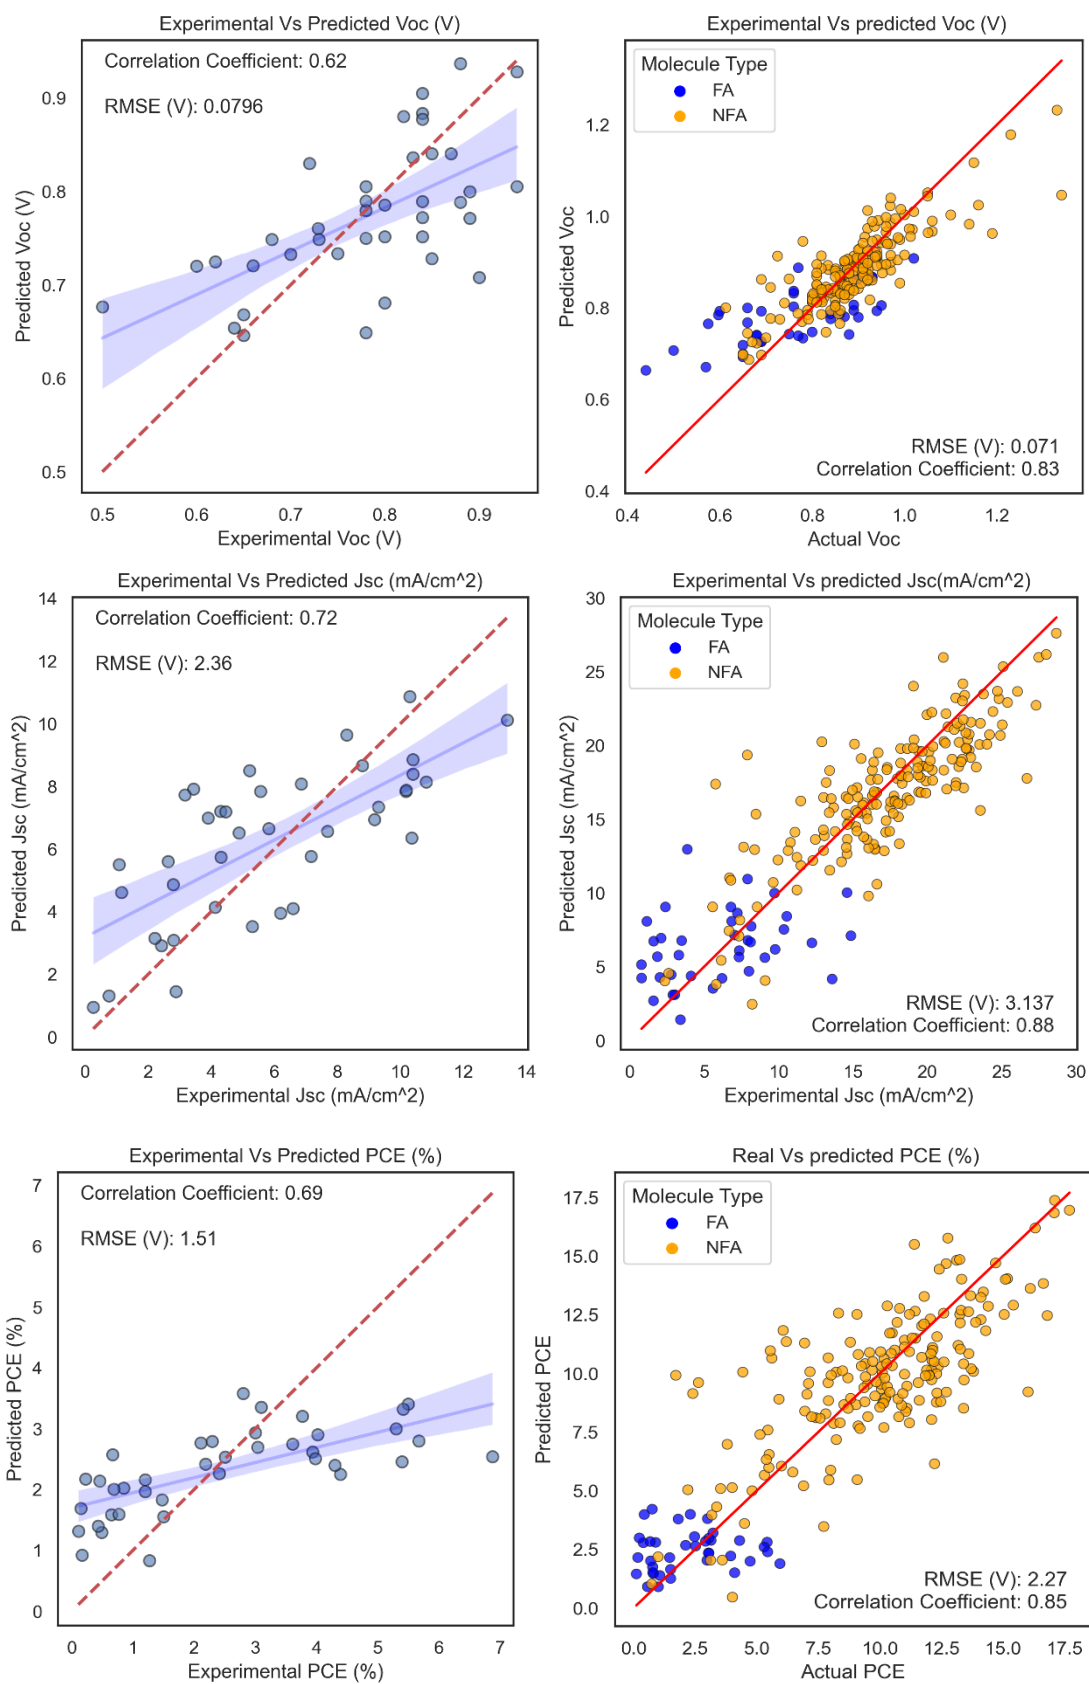 Experimental Vs Predicted Voc (V)
Correlation Coefficient: 0.62
RMSE (V): 0.0796
Predicted Voc (V)
0.9
0.8
0.7
0.6
0.5
0.5 0.6 0.7 0.8 0.9
Experimental Voc (V)
Experimental Vs predicted Voc (V)
Molecule Type
FA
NFA
Predicted Voc
1.2
1.0
0.8
0.6
0.4
RMSE (V): 0.071
Correlation Coefficient: 0.83
0.4 0.6 0.8 1.0 1.2
Actual Voc
Experimental Vs Predicted Jsc (mA/cm^2)
Correlation Coefficient: 0.72
RMSE (V): 2.36
Predicted Jsc (mA/cm^2)
14
12
10
8
6
4
2
0
0 2 4 6 8 10 12 14
Experimental Jsc (mA/cm^2)
Experimental Vs predicted Jsc(mA/cm^2)
Molecule Type
FA
NFA
Predicted Jsc (mA/cm^2)
30
25
20
15
10
5
0
RMSE (V): 3.137
Correlation Coefficient: 0.88
0 5 10 15 20 25 30
Experimental Jsc (mA/cm^2)
Experimental Vs Predicted PCE (%)
Correlation Coefficient: 0.69
RMSE (V): 1.51
Predicted PCE (%)
7
6
5
4
3
2
1
0
0 1 2 3 4 5 6 7
Experimental PCE (%)
Real Vs predicted PCE (%)
Molecule Type
FA
NFA
Predicted PCE
17.5
15.0
12.5
10.0
7.5
5.0
2.5
0.0
RMSE (V): 2.27
Correlation Coefficient: 0.85
0.0 2.5 5.0 7.5 10.0 12.5 15.0 17.5
Actual PCE